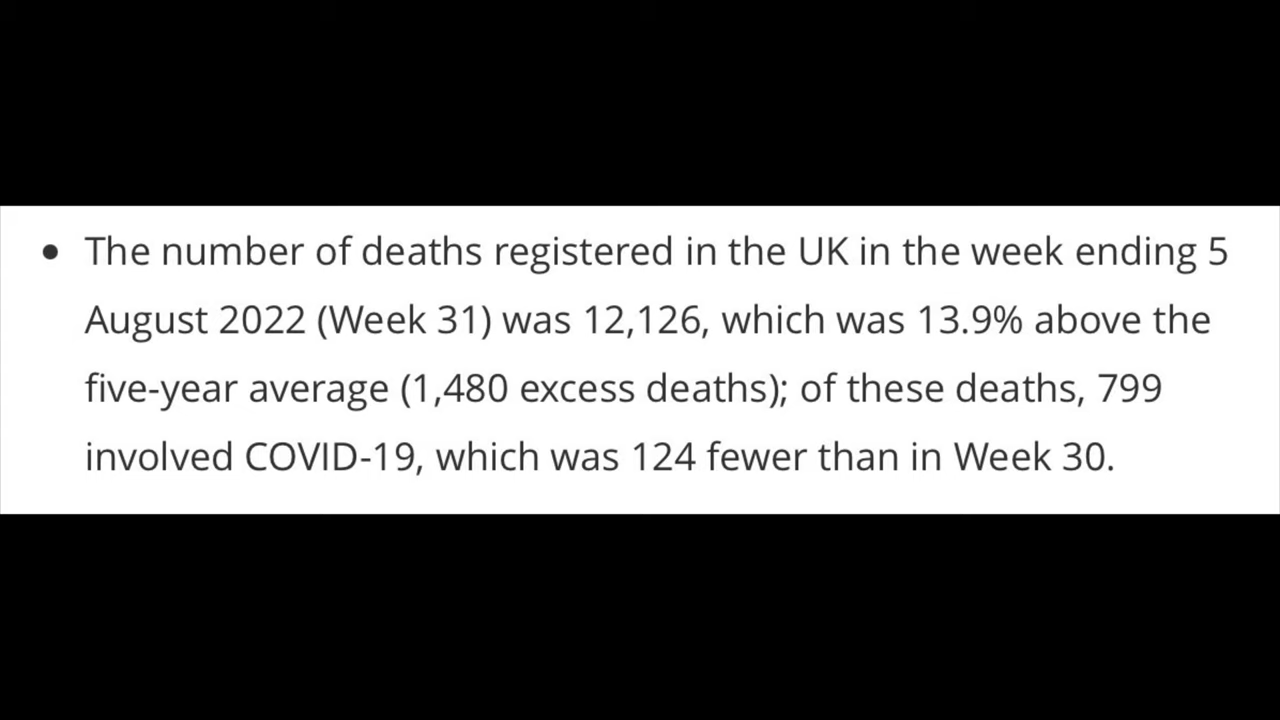 • The number of deaths registered in the UK in the week ending 5
August 2022 (Week 31) was 12,126, which was 13.9% above the
five-year average (1,480 excess deaths); of these deaths, 799
involved COVID-19, which was 124 fewer than in Week 30.